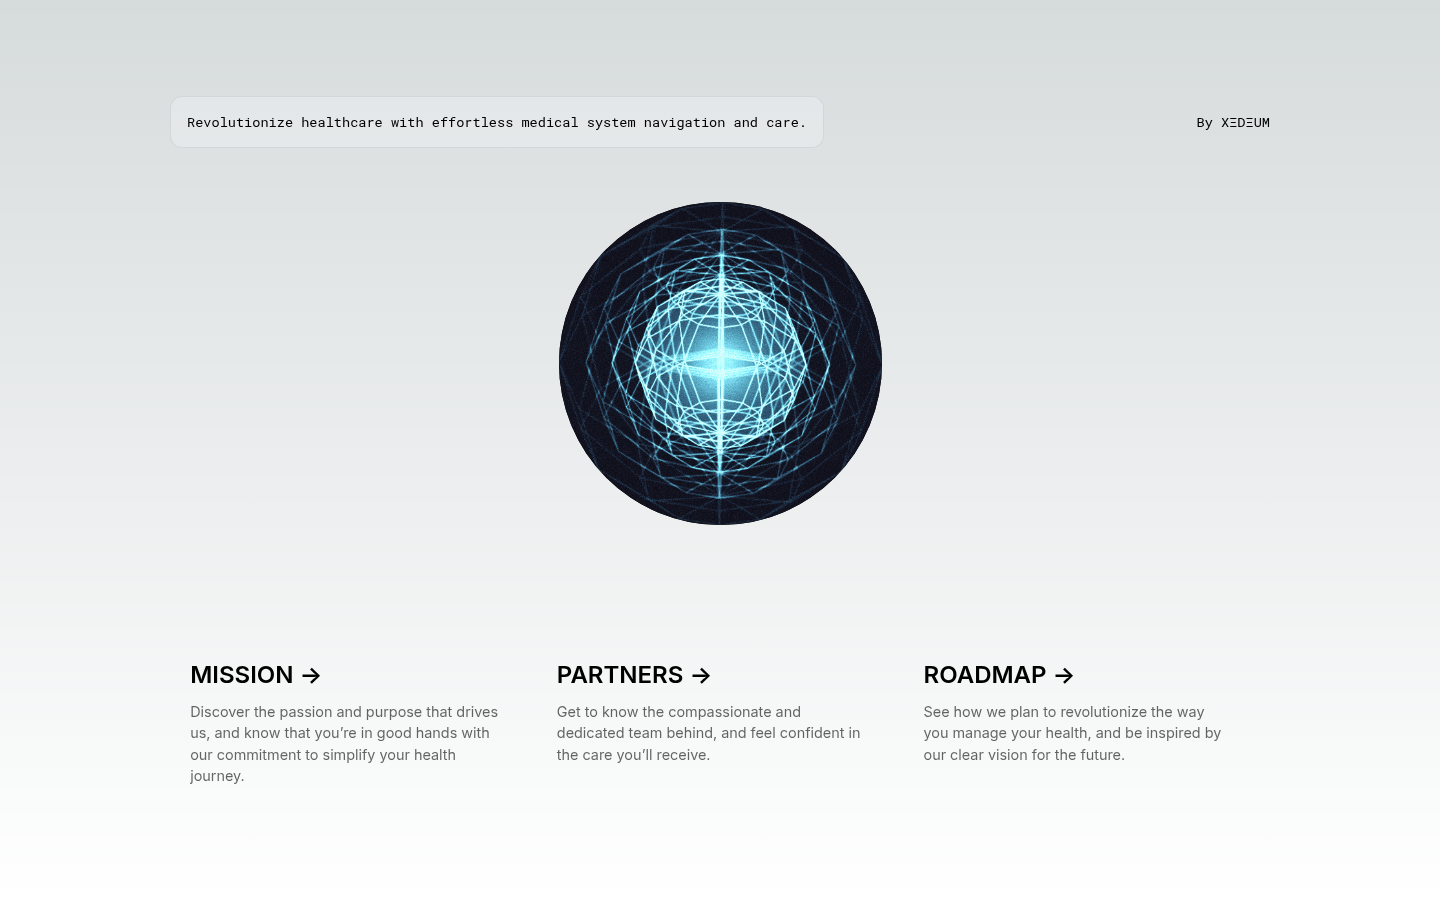 Revolutionize healthcare with effortless medical system navigation and care.
By XΞDΞUM
MISSION →
Discover the passion and purpose that drives
us, and know that you’re in good hands with
our commitment to simplify your health
journey.
PARTNERS →
Get to know the compassionate and
dedicated team behind, and feel confident in
the care you’ll receive.
ROADMAP →
See how we plan to revolutionize the way
you manage your health, and be inspired by
our clear vision for the future.